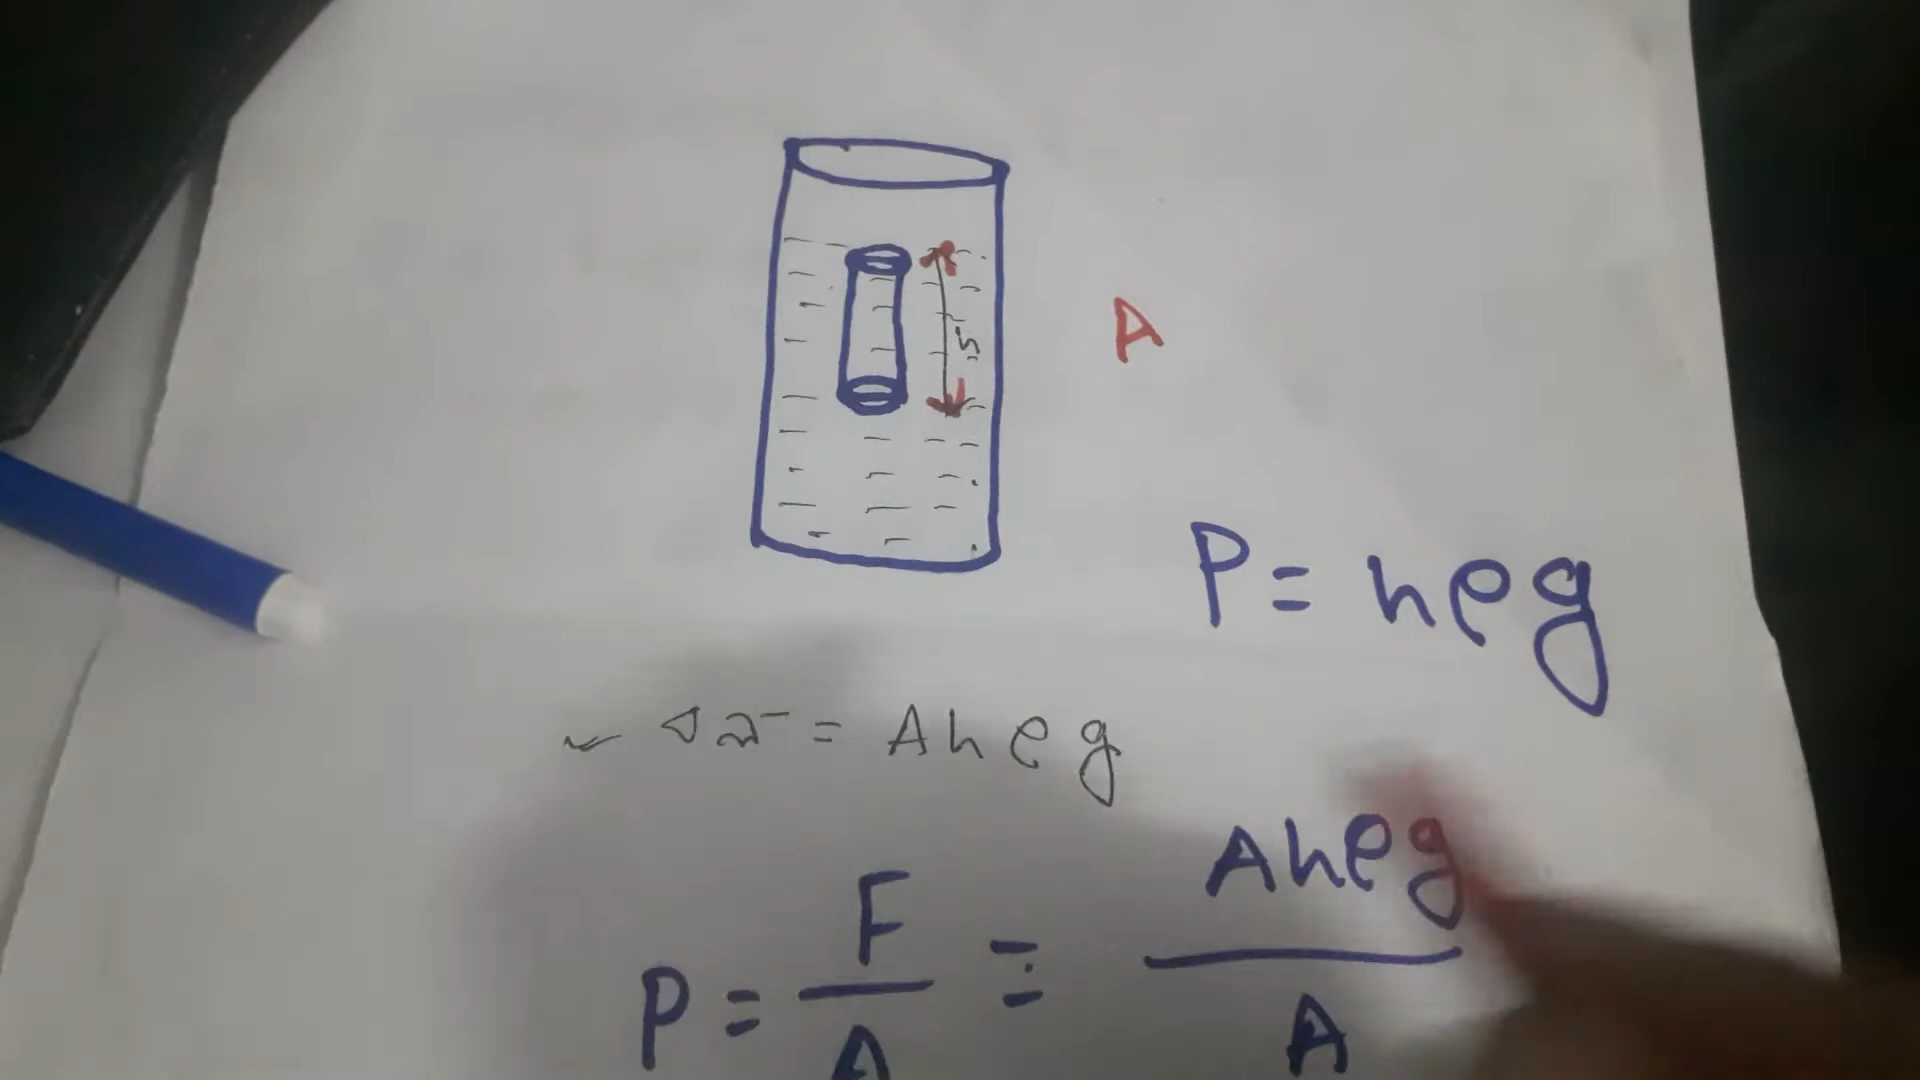 A
P = hρg
= Ahρg
P = F/A = Ahρg/A